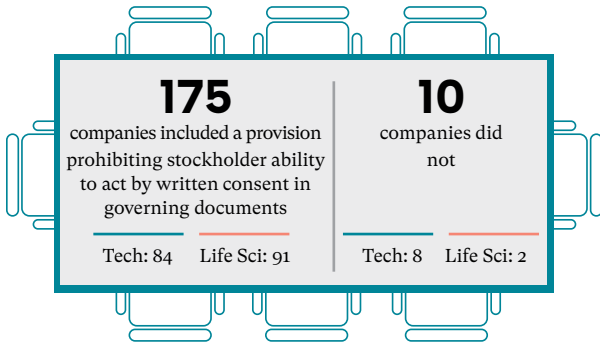 175
companies included a provision
prohibiting stockholder ability
to act by written consent in
governing documents
Tech: 84 Life Sci: 91
10
companies did
not
Tech: 8 Life Sci: 2